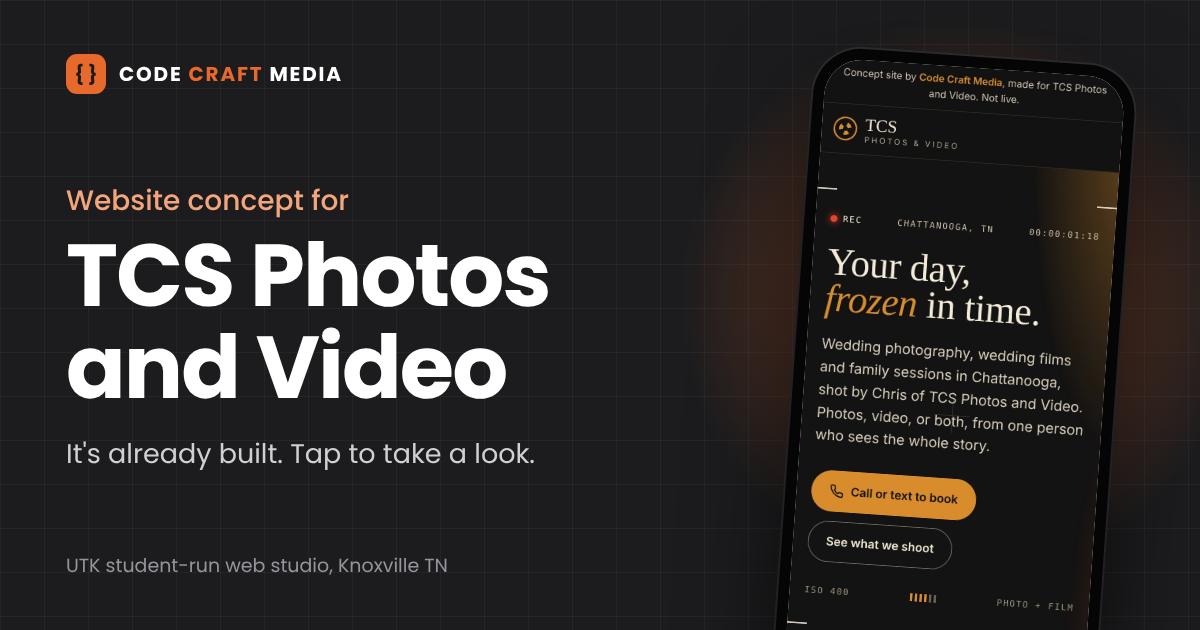 { } CODE CRAFT MEDIA
Website concept for
TCS Photos
and Video
It's already built. Tap to take a look.
UTK student-run web studio, Knoxville TN
Concept site by Code Craft Media, made for TCS Photos
and Video. Not live.
TCS
PHOTOS & VIDEO
REC CHATTANOOGA, TN 00:00:01:18
Your day,
frozen in time.
Wedding photography, wedding films
and family sessions in Chattanooga,
shot by Chris of TCS Photos and Video.
Photos, video, or both, from one person
who sees the whole story.
Call or text to book
See what we shoot
ISO 400 PHOTO + FILM